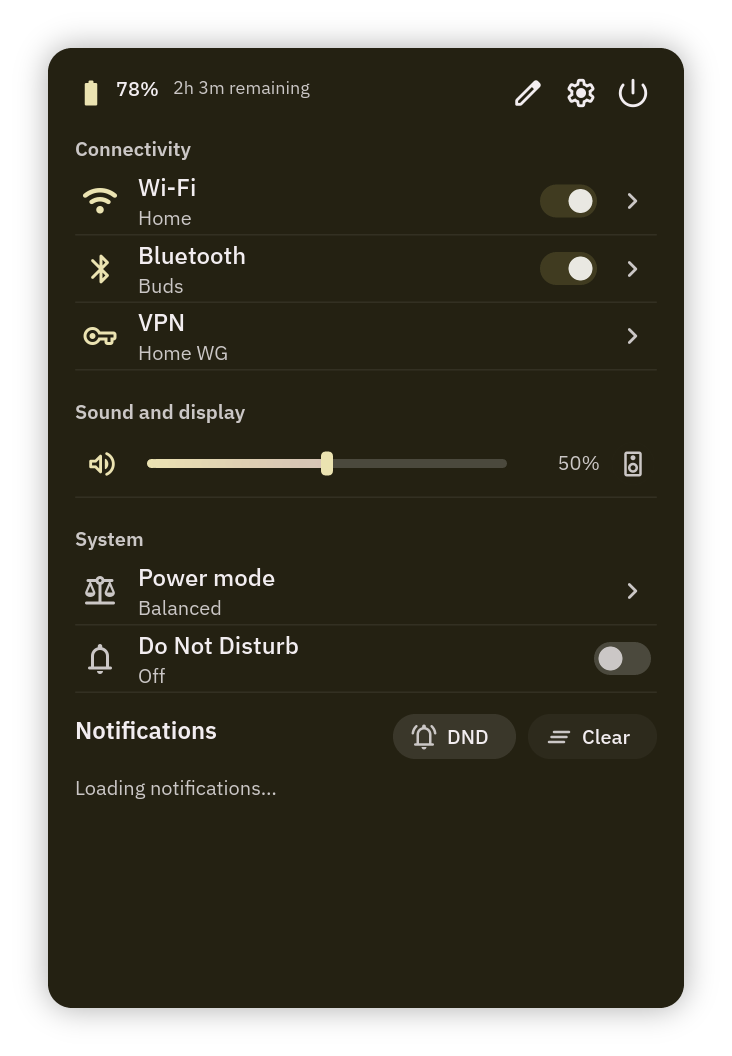 78% 2h 3m remaining
Connectivity
Wi-Fi
Home
Bluetooth
Buds
VPN
Home WG
Sound and display
50%
System
Power mode
Balanced
Do Not Disturb
Off
Notifications DND Clear
Loading notifications...